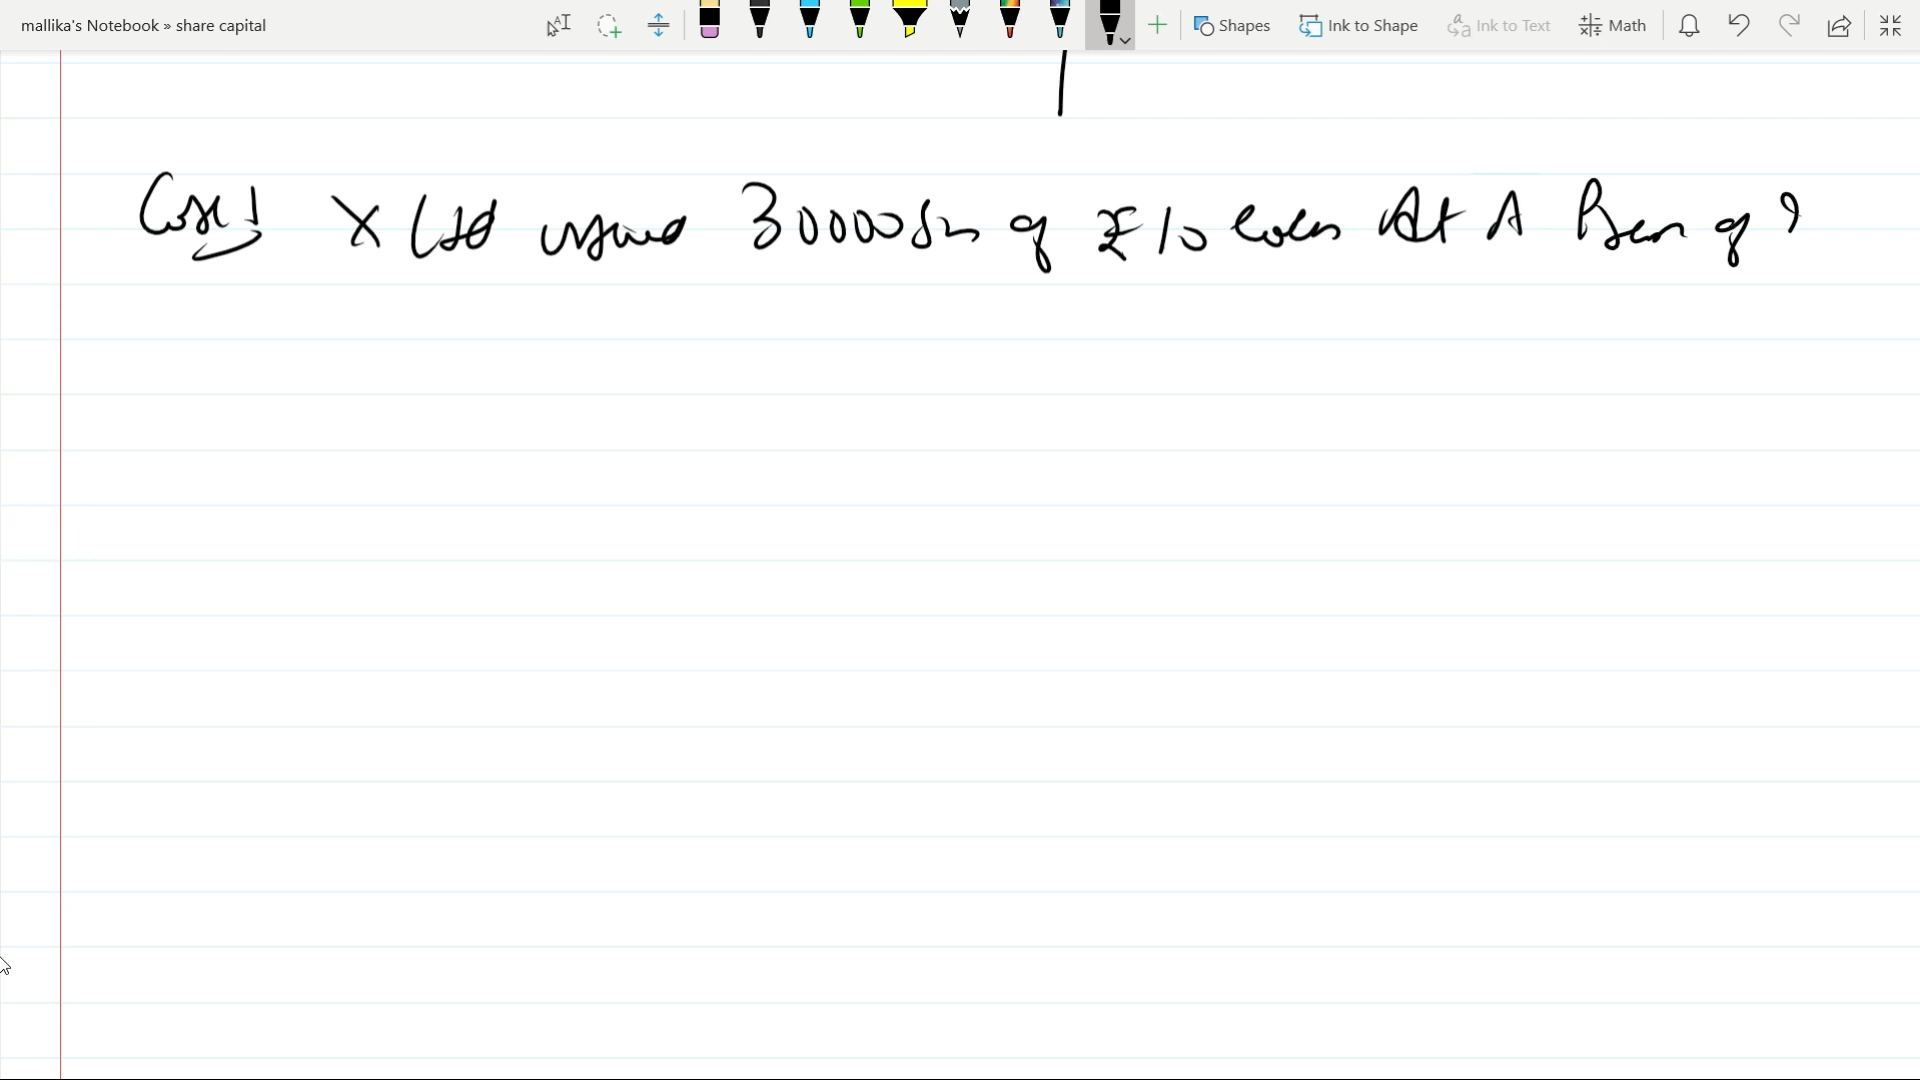 mallika's Notebook » share capital Shapes Ink to Shape Ink to Text Math
X Ltd issued 30000 Sh of ₹10 each At A Prem of